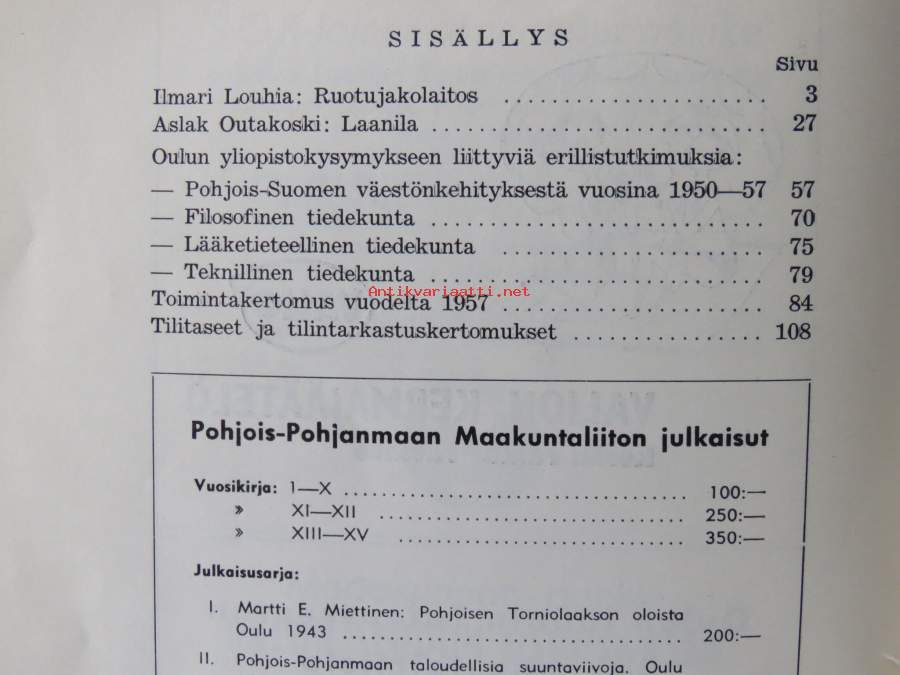 SISÄLLYS
Sivu
Ilmari Louhia: Ruotujakolaitos ........................ 3
Aslak Outakoski: Laanila ............................ 27
Oulun yliopistokysymykseen liittyviä erillistutkimuksia:
— Pohjois-Suomen väestönkehityksestä vuosina 1950—57 57
— Filosofinen tiedekunta ............................ 70
— Lääketieteellinen tiedekunta ........................ 75
— Teknillinen tiedekunta ............................ 79
Antikvariaatti.net
Toimintakertomus vuodelta 1957 ........................ 84
Tilitaseet ja tilintarkastuskertomukset ................ 108
VALION KERMAJÄÄTELÖ
Pohjois-Pohjanmaan Maakuntaliiton julkaisut
Vuosikirja: I—X .................................. 100:—
» XI—XII .............................. 250:—
» XIII—XV ............................ 350:—
Julkaisusarja:
I. Martti E. Miettinen: Pohjoisen Torniolaakson oloista
Oulu 1943 .................................. 200:—
II. Pohjois-Pohjanmaan taloudellisia suuntaviivoja. Oulu